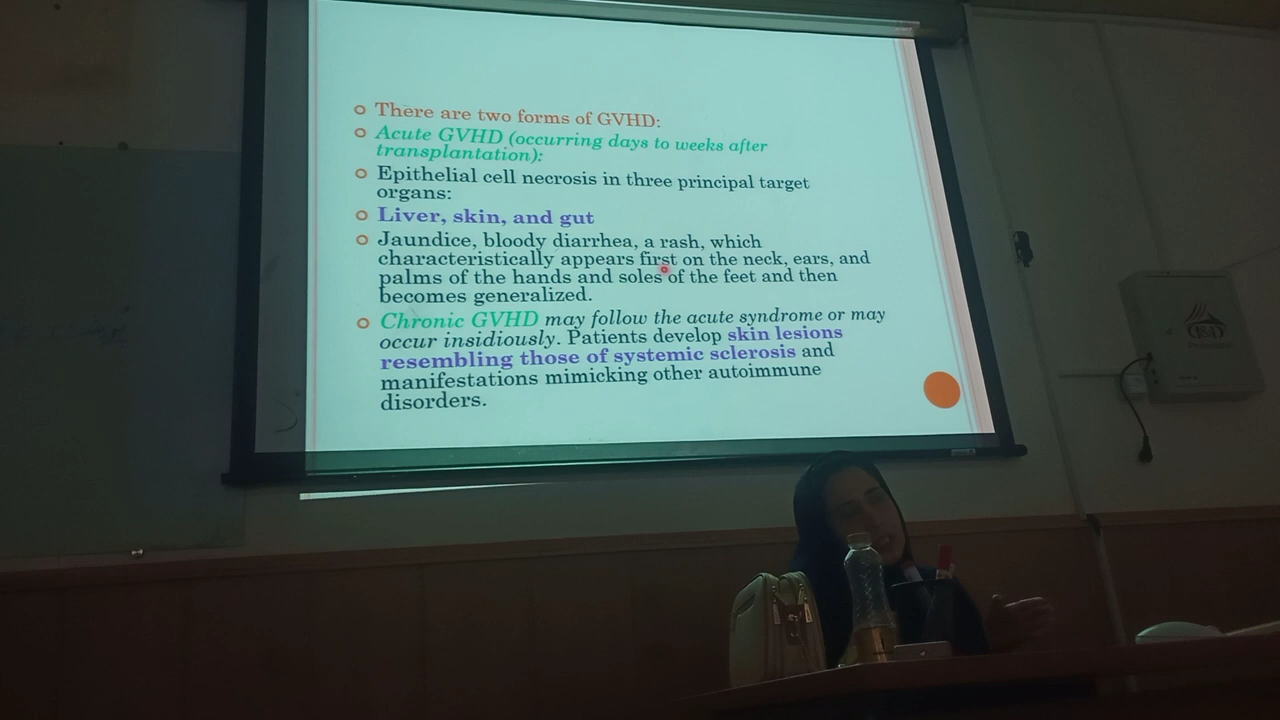 There are two forms of GVHD:
Acute GVHD (occurring days to weeks after
transplantation):
Epithelial cell necrosis in three principal target
organs:
Liver, skin, and gut
Jaundice, bloody diarrhea, a rash, which
characteristically appears first on the neck, ears, and
palms of the hands and soles of the feet and then
becomes generalized.
Chronic GVHD may follow the acute syndrome or may
occur insidiously. Patients develop skin lesions
resembling those of systemic sclerosis and
manifestations mimicking other autoimmune
disorders.